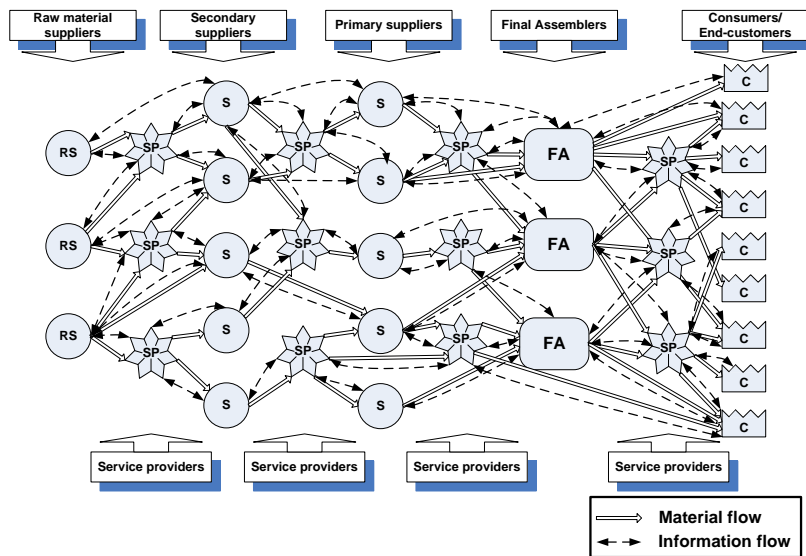 Raw material
suppliers
Secondary
suppliers
Primary suppliers
Final Assemblers
Consumers/
End-customers
C
S
S
C
RS
SP
SP
SP
FA
C
SP
S
S
C
RS
SP
SP
S
S
SP
FA
C
SP
C
RS
S
S
SP
C
SP
SP
FA
SP
C
S
S
C
Service providers
Service providers
Service providers
Service providers
Material flow
Information flow